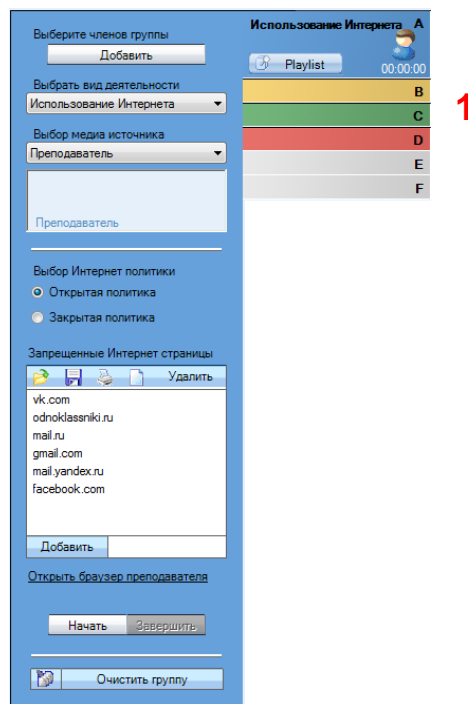 Выберите членов группы
Добавить
Выбрать вид деятельности
Использование Интернета
Выбор медиа источника
Преподаватель
Преподаватель
Выбор Интернет политики
Открытая политика
Закрытая политика
Запрещенные Интернет страницы
Удалить
vk.com
odnoklassniki.ru
mail.ru
gmail.com
mail.yandex.ru
facebook.com
Добавить
Открыть браузер преподавателя
Начать Завершить
Очистить группу
Использование Интернета A
Playlist 00:00:00
B
C
D
E
F
1